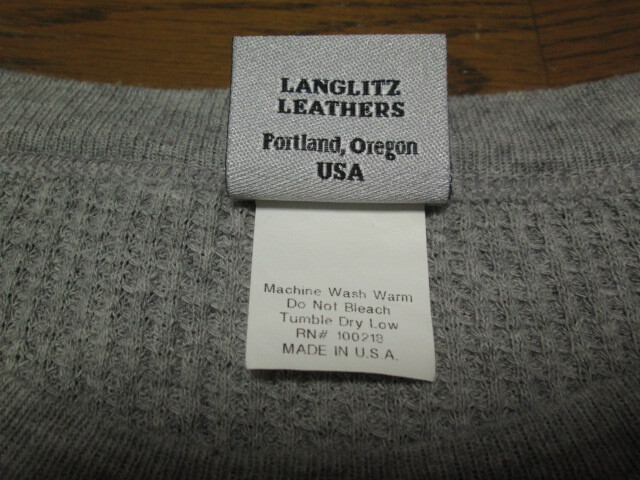 LANGLITZ
LEATHERS
Portland, Oregon
USA
Machine Wash Warm
Do Not Bleach
Tumble Dry Low
RN# 100218
MADE IN U.S.A.